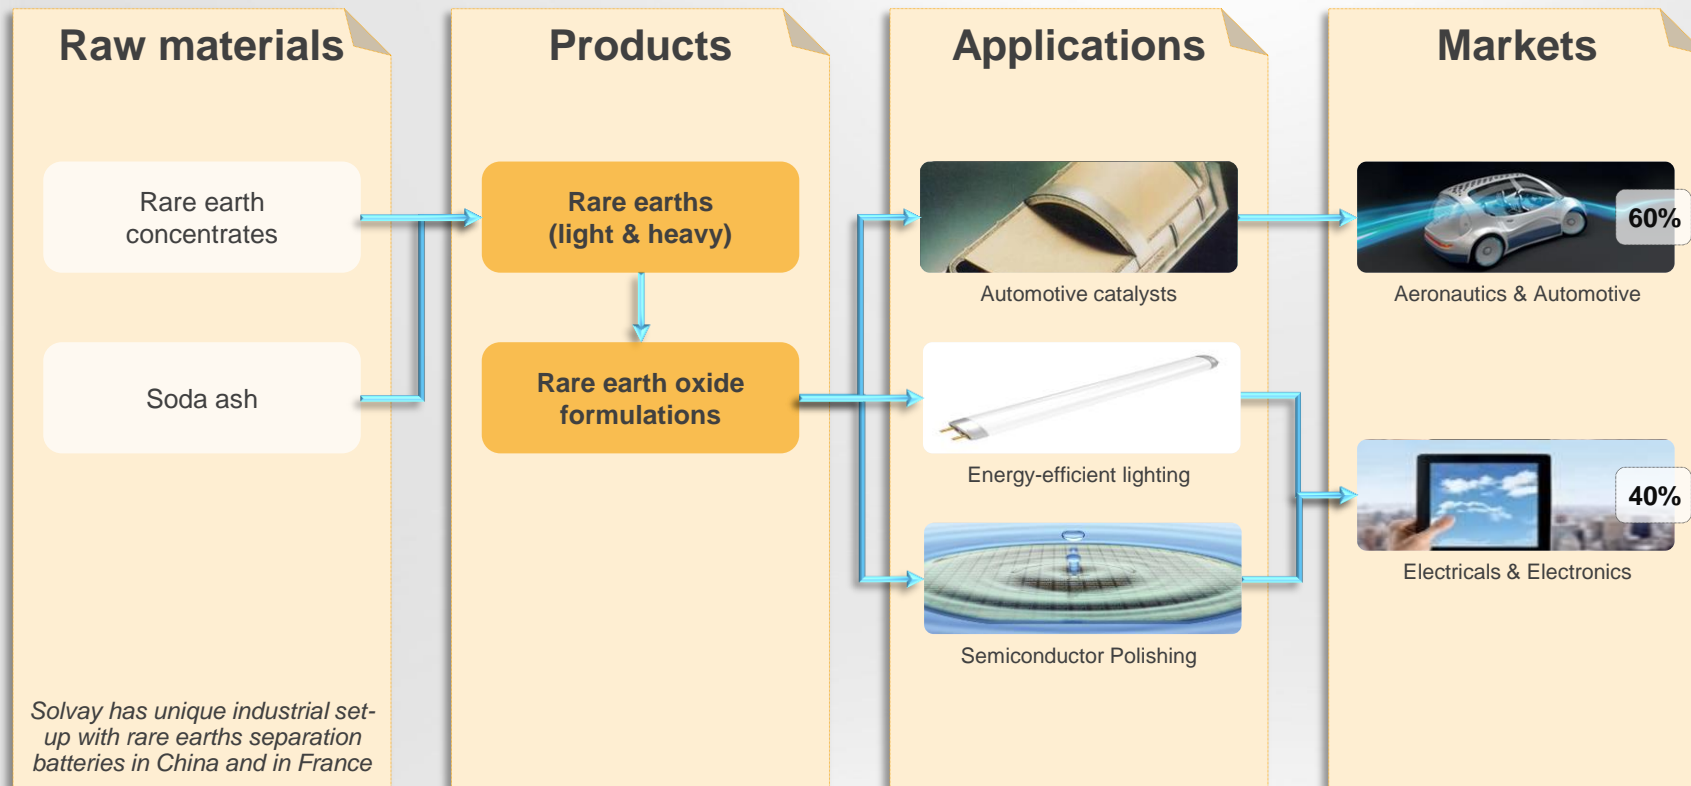 Raw materials
Rare earth
concentrates
Soda ash
Solvay has unique industrial set-
up with rare earths separation
batteries in China and in France
Products
Rare earths
(light & heavy)
Rare earth oxide
formulations
Applications
Automotive catalysts
Energy-efficient lighting
Semiconductor Polishing
Markets
60%
Aeronautics & Automotive
40%
Electricals & Electronics